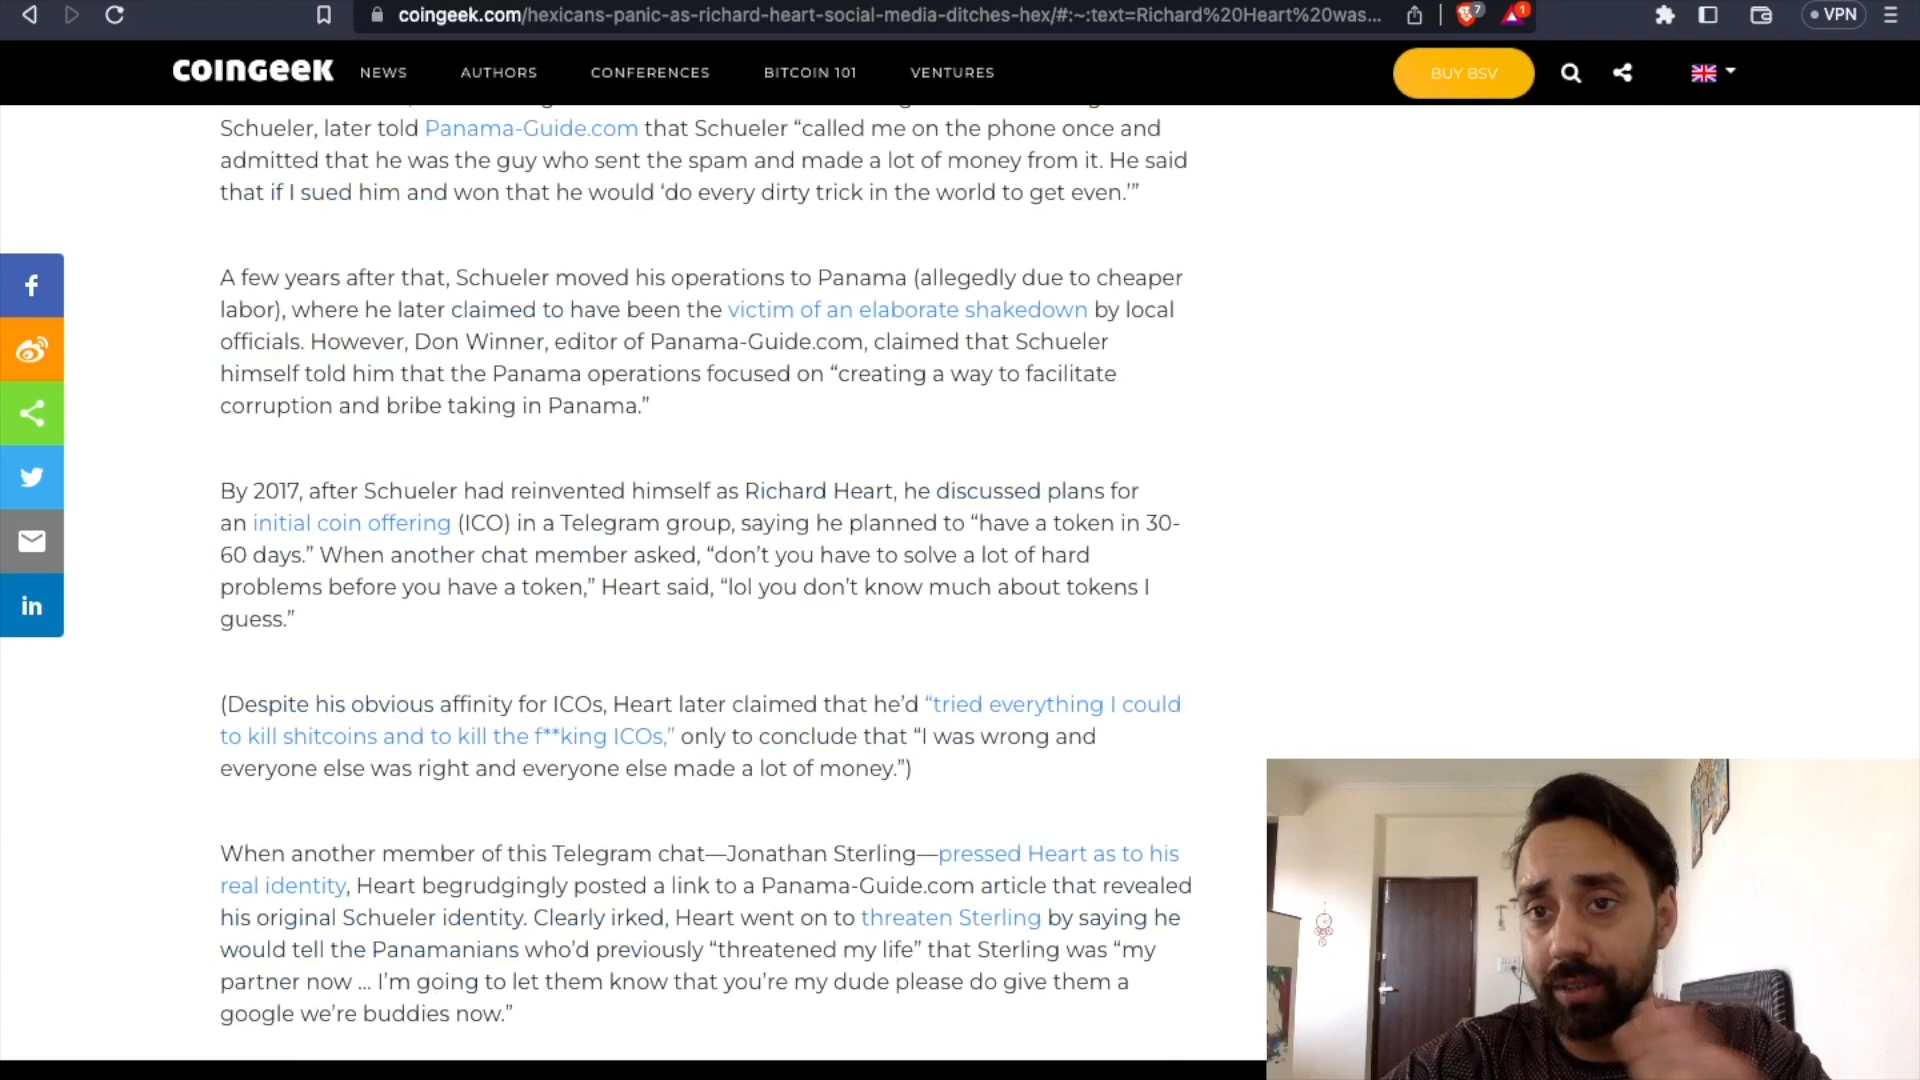 coingeek.com/hexicans-panic-as-richard-heart-social-media-ditches-hex/#:~:text=Richard%20Heart%20was...
7
1
VPN
COINGEEK
NEWS
AUTHORS
CONFERENCES
BITCOIN 101
VENTURES
BUY BSV
Schueler, later told Panama-Guide.com that Schueler “called me on the phone once and
admitted that he was the guy who sent the spam and made a lot of money from it. He said
that if I sued him and won that he would ‘do every dirty trick in the world to get even.’”
A few years after that, Schueler moved his operations to Panama (allegedly due to cheaper
labor), where he later claimed to have been the victim of an elaborate shakedown by local
officials. However, Don Winner, editor of Panama-Guide.com, claimed that Schueler
himself told him that the Panama operations focused on “creating a way to facilitate
corruption and bribe taking in Panama.”
By 2017, after Schueler had reinvented himself as Richard Heart, he discussed plans for
an initial coin offering (ICO) in a Telegram group, saying he planned to “have a token in 30-
60 days.” When another chat member asked, “don’t you have to solve a lot of hard
problems before you have a token,” Heart said, “lol you don’t know much about tokens I
guess.”
(Despite his obvious affinity for ICOs, Heart later claimed that he’d “tried everything I could
to kill shitcoins and to kill the f**king ICOs,” only to conclude that “I was wrong and
everyone else was right and everyone else made a lot of money.”)
When another member of this Telegram chat—Jonathan Sterling—pressed Heart as to his
real identity, Heart begrudgingly posted a link to a Panama-Guide.com article that revealed
his original Schueler identity. Clearly irked, Heart went on to threaten Sterling by saying he
would tell the Panamanians who’d previously “threatened my life” that Sterling was “my
partner now … I’m going to let them know that you’re my dude please do give them a
google we’re buddies now.”
f
in